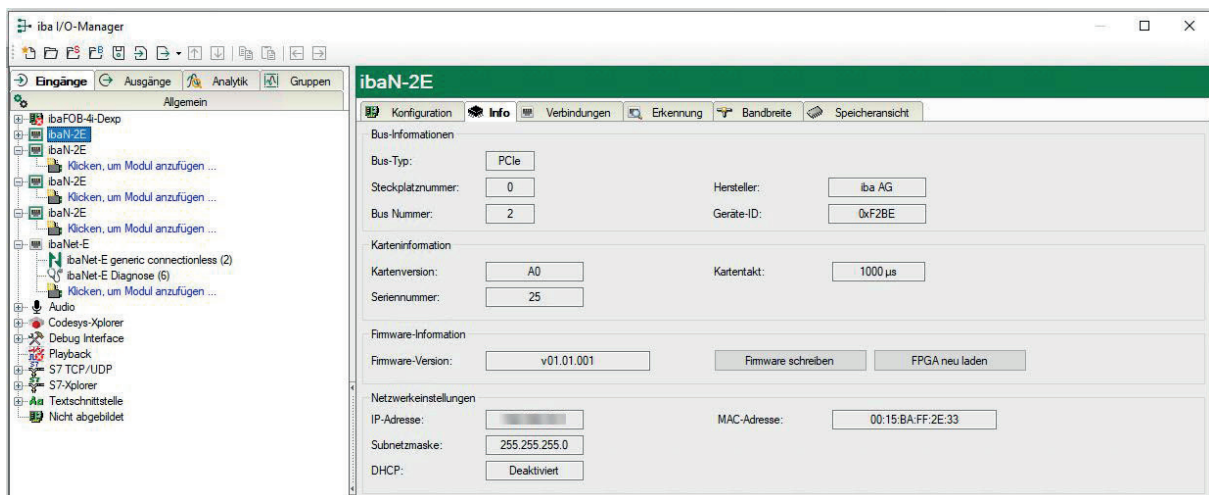 iba I/O-Manager
Eingänge Ausgänge Analytik Gruppen
Allgemein
ibaFOB-4i-Dexp
ibaN-2E
ibaN-2E
Klicken, um Modul anzufügen ...
ibaN-2E
Klicken, um Modul anzufügen ...
ibaN-2E
Klicken, um Modul anzufügen ...
ibaNet-E
ibaNet-E generic connectionless (2)
ibaNet-E Diagnose (6)
Klicken, um Modul anzufügen ...
Audio
Codesys-Xplorer
Debug Interface
Playback
S7 TCP/UDP
S7-Xplorer
Textschnittstelle
Nicht abgebildet
ibaN-2E
Konfiguration Info Verbindungen Erkennung Bandbreite Speicheransicht
Bus-Informationen
Bus-Typ: PCIe
Steckplatznummer: 0 Hersteller: iba AG
Bus Nummer: 2 Geräte-ID: 0xF2BE
Karteninformation
Kartenversion: A0 Kartentakt: 1000 µs
Seriennummer: 25
Firmware-Information
Firmware-Version: v01.01.001 Firmware schreiben FPGA neu laden
Netzwerkeinstellungen
IP-Adresse: MAC-Adresse: 00:15:BA:FF:2E:33
Subnetzmaske: 255.255.255.0
DHCP: Deaktiviert